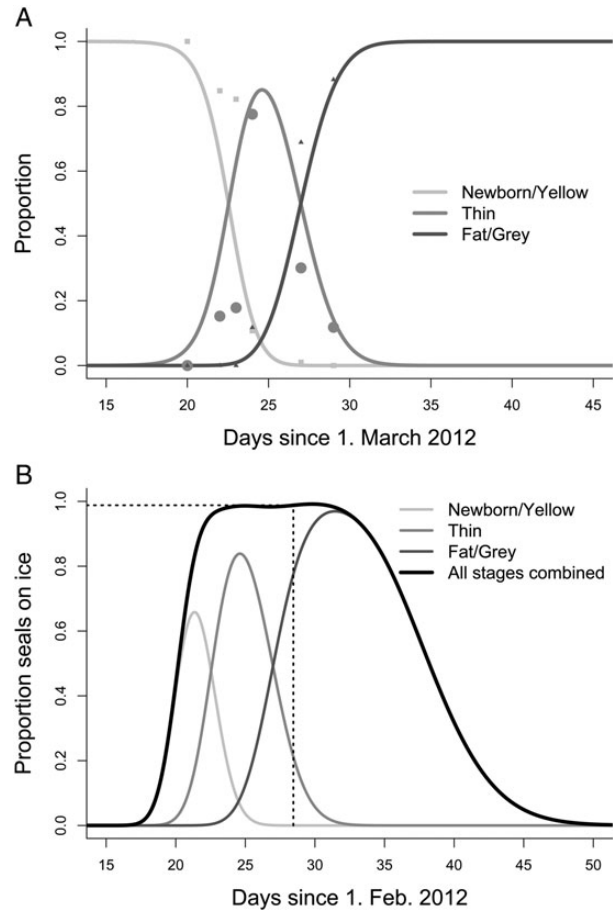 A
Proportion
1.0
0.8
0.6
0.4
0.2
0.0
Newborn/Yellow
Thin
Fat/Grey
15 20 25 30 35 40 45
Days since 1. March 2012
B
Proportion seals on ice
1.0
0.8
0.6
0.4
0.2
0.0
Newborn/Yellow
Thin
Fat/Grey
All stages combined
15 20 25 30 35 40 45 50
Days since 1. Feb. 2012